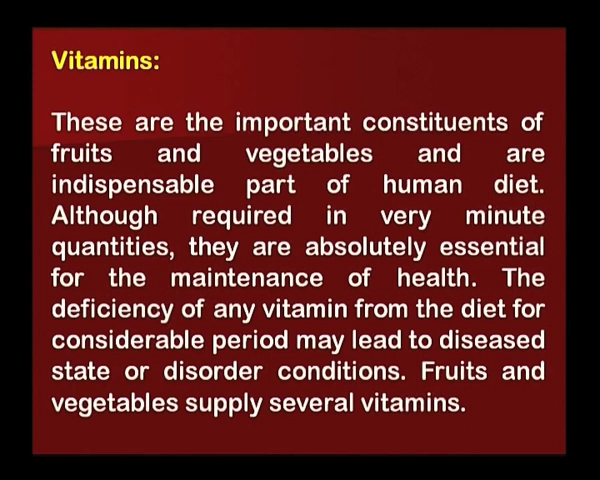 Vitamins:
These are the important constituents of
fruits and vegetables and are
indispensable part of human diet.
Although required in very minute
quantities, they are absolutely essential
for the maintenance of health. The
deficiency of any vitamin from the diet for
considerable period may lead to diseased
state or disorder conditions. Fruits and
vegetables supply several vitamins.